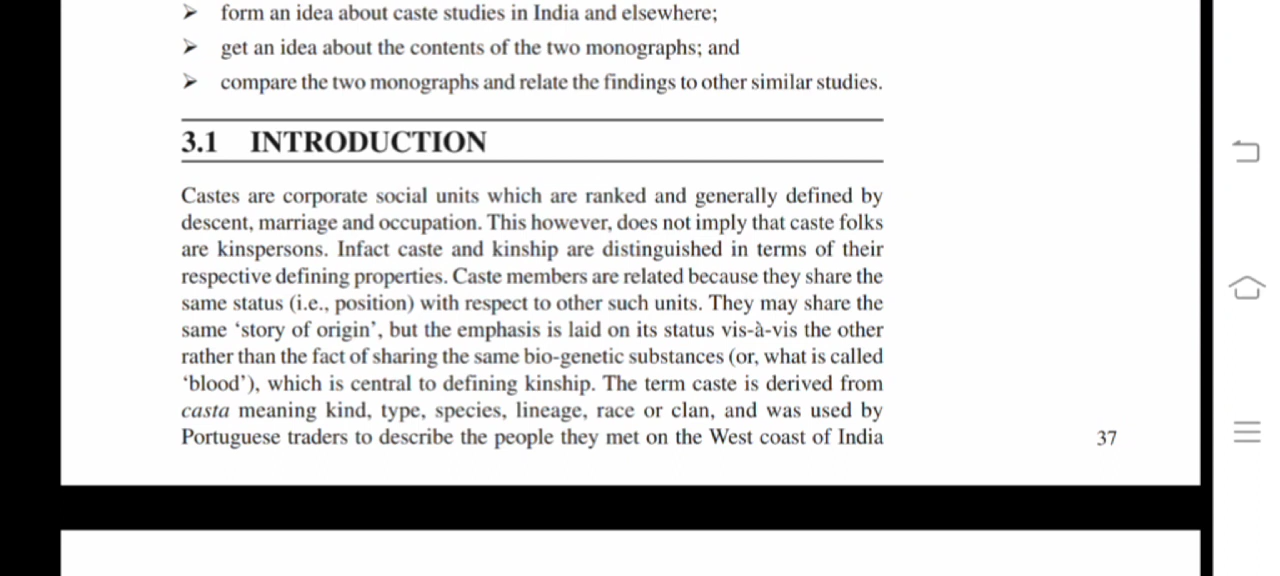 ➢ form an idea about caste studies in India and elsewhere;
➢ get an idea about the contents of the two monographs; and
➢ compare the two monographs and relate the findings to other similar studies.
3.1 INTRODUCTION
Castes are corporate social units which are ranked and generally defined by
descent, marriage and occupation. This however, does not imply that caste folks
are kinspersons. Infact caste and kinship are distinguished in terms of their
respective defining properties. Caste members are related because they share the
same status (i.e., position) with respect to other such units. They may share the
same ‘story of origin’, but the emphasis is laid on its status vis-à-vis the other
rather than the fact of sharing the same bio-genetic substances (or, what is called
‘blood’), which is central to defining kinship. The term caste is derived from
casta meaning kind, type, species, lineage, race or clan, and was used by
Portuguese traders to describe the people they met on the West coast of India
37